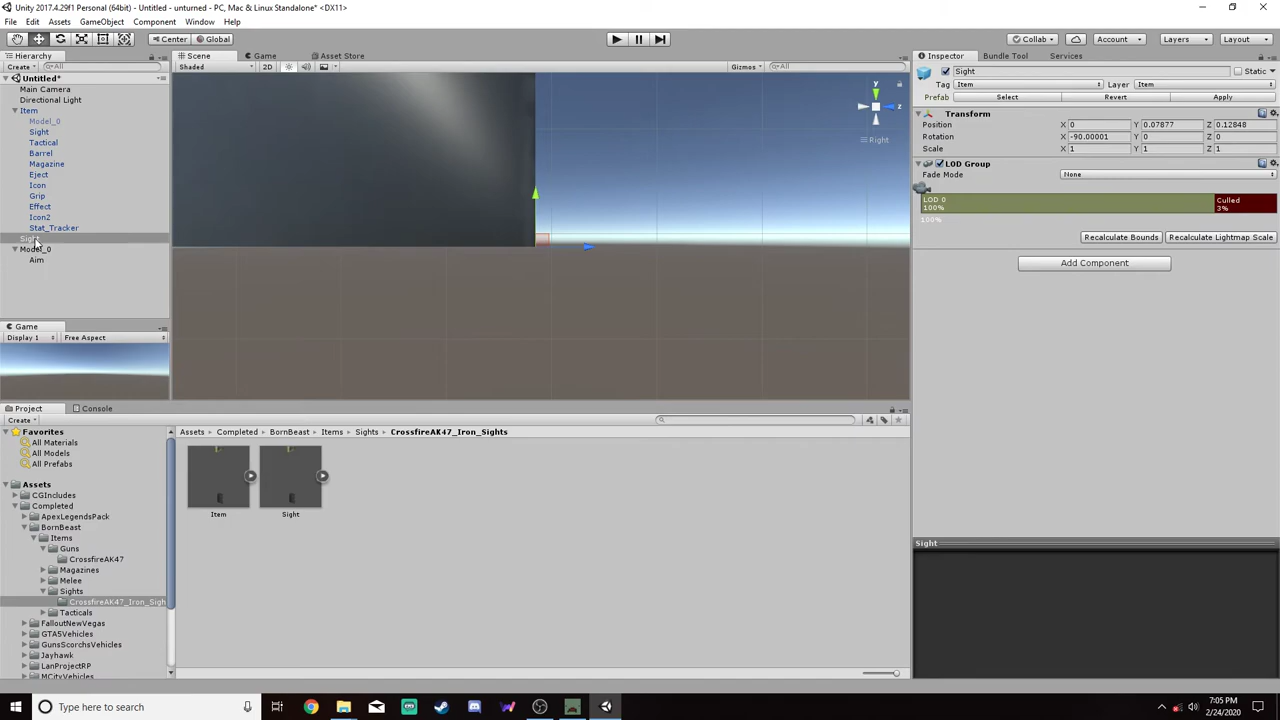 Unity 2017.4.29f1 Personal (64bit) - Untitled - unturned - PC, Mac & Linux Standalone* <DX11>
File Edit Assets GameObject Component Window Help
Center Global Collab Account Layers Layout
Hierarchy
Create All
Untitled*
Main Camera
Directional Light
Item
Model_0
Sight
Tactical
Barrel
Magazine
Eject
Icon
Grip
Effect
Icon2
Stat_Tracker
Sight
Model_0
Aim
Game
Display 1 Free Aspect
Scene Game Asset Store
Shaded 2D Gizmos All
y
z
Right
Inspector Bundle Tool Services
Sight Static
Tag Item Layer Item
Prefab Select Revert Apply
Transform
Position X 0 Y 0.07877 Z 0.12848
Rotation X -90.00001 Y 0 Z 0
Scale X 1 Y 1 Z 1
LOD Group
Fade Mode None
LOD 0
100%
Culled
3%
100%
Recalculate Bounds Recalculate Lightmap Scale
Add Component
Sight
Project Console
Create
Favorites
All Materials
All Models
All Prefabs
Assets
CGIncludes
Completed
ApexLegendsPack
BornBeast
Items
Guns
CrossfireAK47
Magazines
Melee
Sights
CrossfireAK47_Iron_Sigh
Tacticals
FalloutNewVegas
GTA5Vehicles
GunsScorchsVehicles
Jayhawk
LanProjectRP
MCityVehicles
Assets Completed BornBeast Items Sights CrossfireAK47_Iron_Sights
Item Sight
Type here to search
7:05 PM
2/24/2020